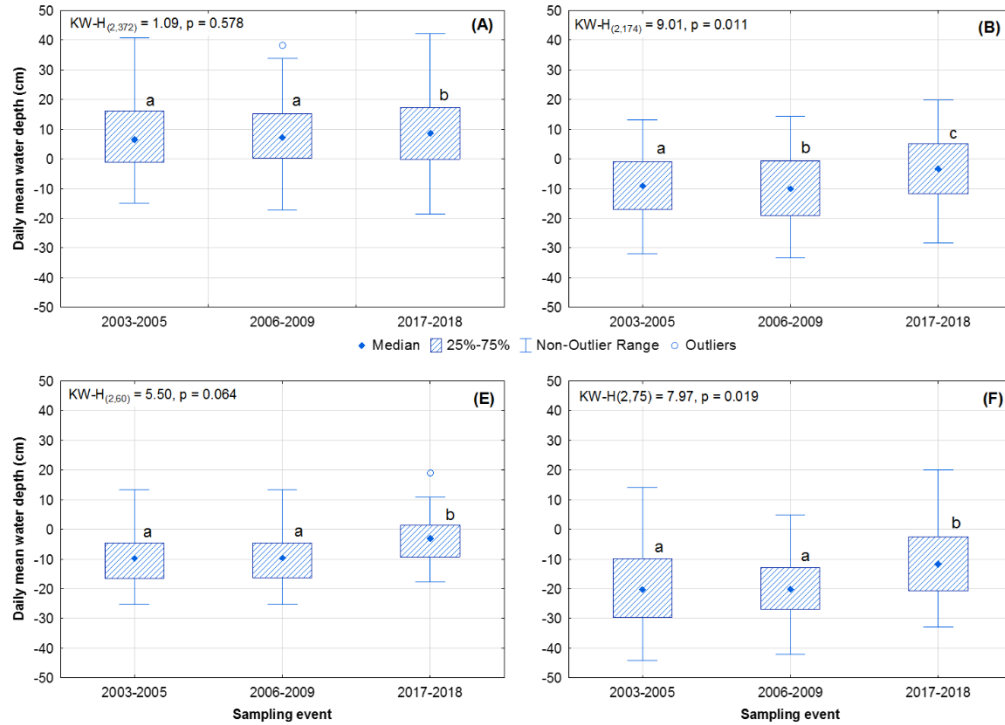 KW-H(2,372) = 1.09, p = 0.578
(A)
Daily mean water depth (cm)
50
40
30
20
10
0
-10
-20
-30
-40
-50
a
a
b
2003-2005
2006-2009
2017-2018
KW-H(2,174) = 9.01, p = 0.011
(B)
50
40
30
20
10
0
-10
-20
-30
-40
-50
a
b
c
2003-2005
2006-2009
2017-2018
Median
25%-75%
Non-Outlier Range
Outliers
KW-H(2,60) = 5.50, p = 0.064
(E)
Daily mean water depth (cm)
50
40
30
20
10
0
-10
-20
-30
-40
-50
a
a
b
2003-2005
2006-2009
2017-2018
Sampling event
KW-H(2,75) = 7.97, p = 0.019
(F)
50
40
30
20
10
0
-10
-20
-30
-40
-50
a
a
b
2003-2005
2006-2009
2017-2018
Sampling event